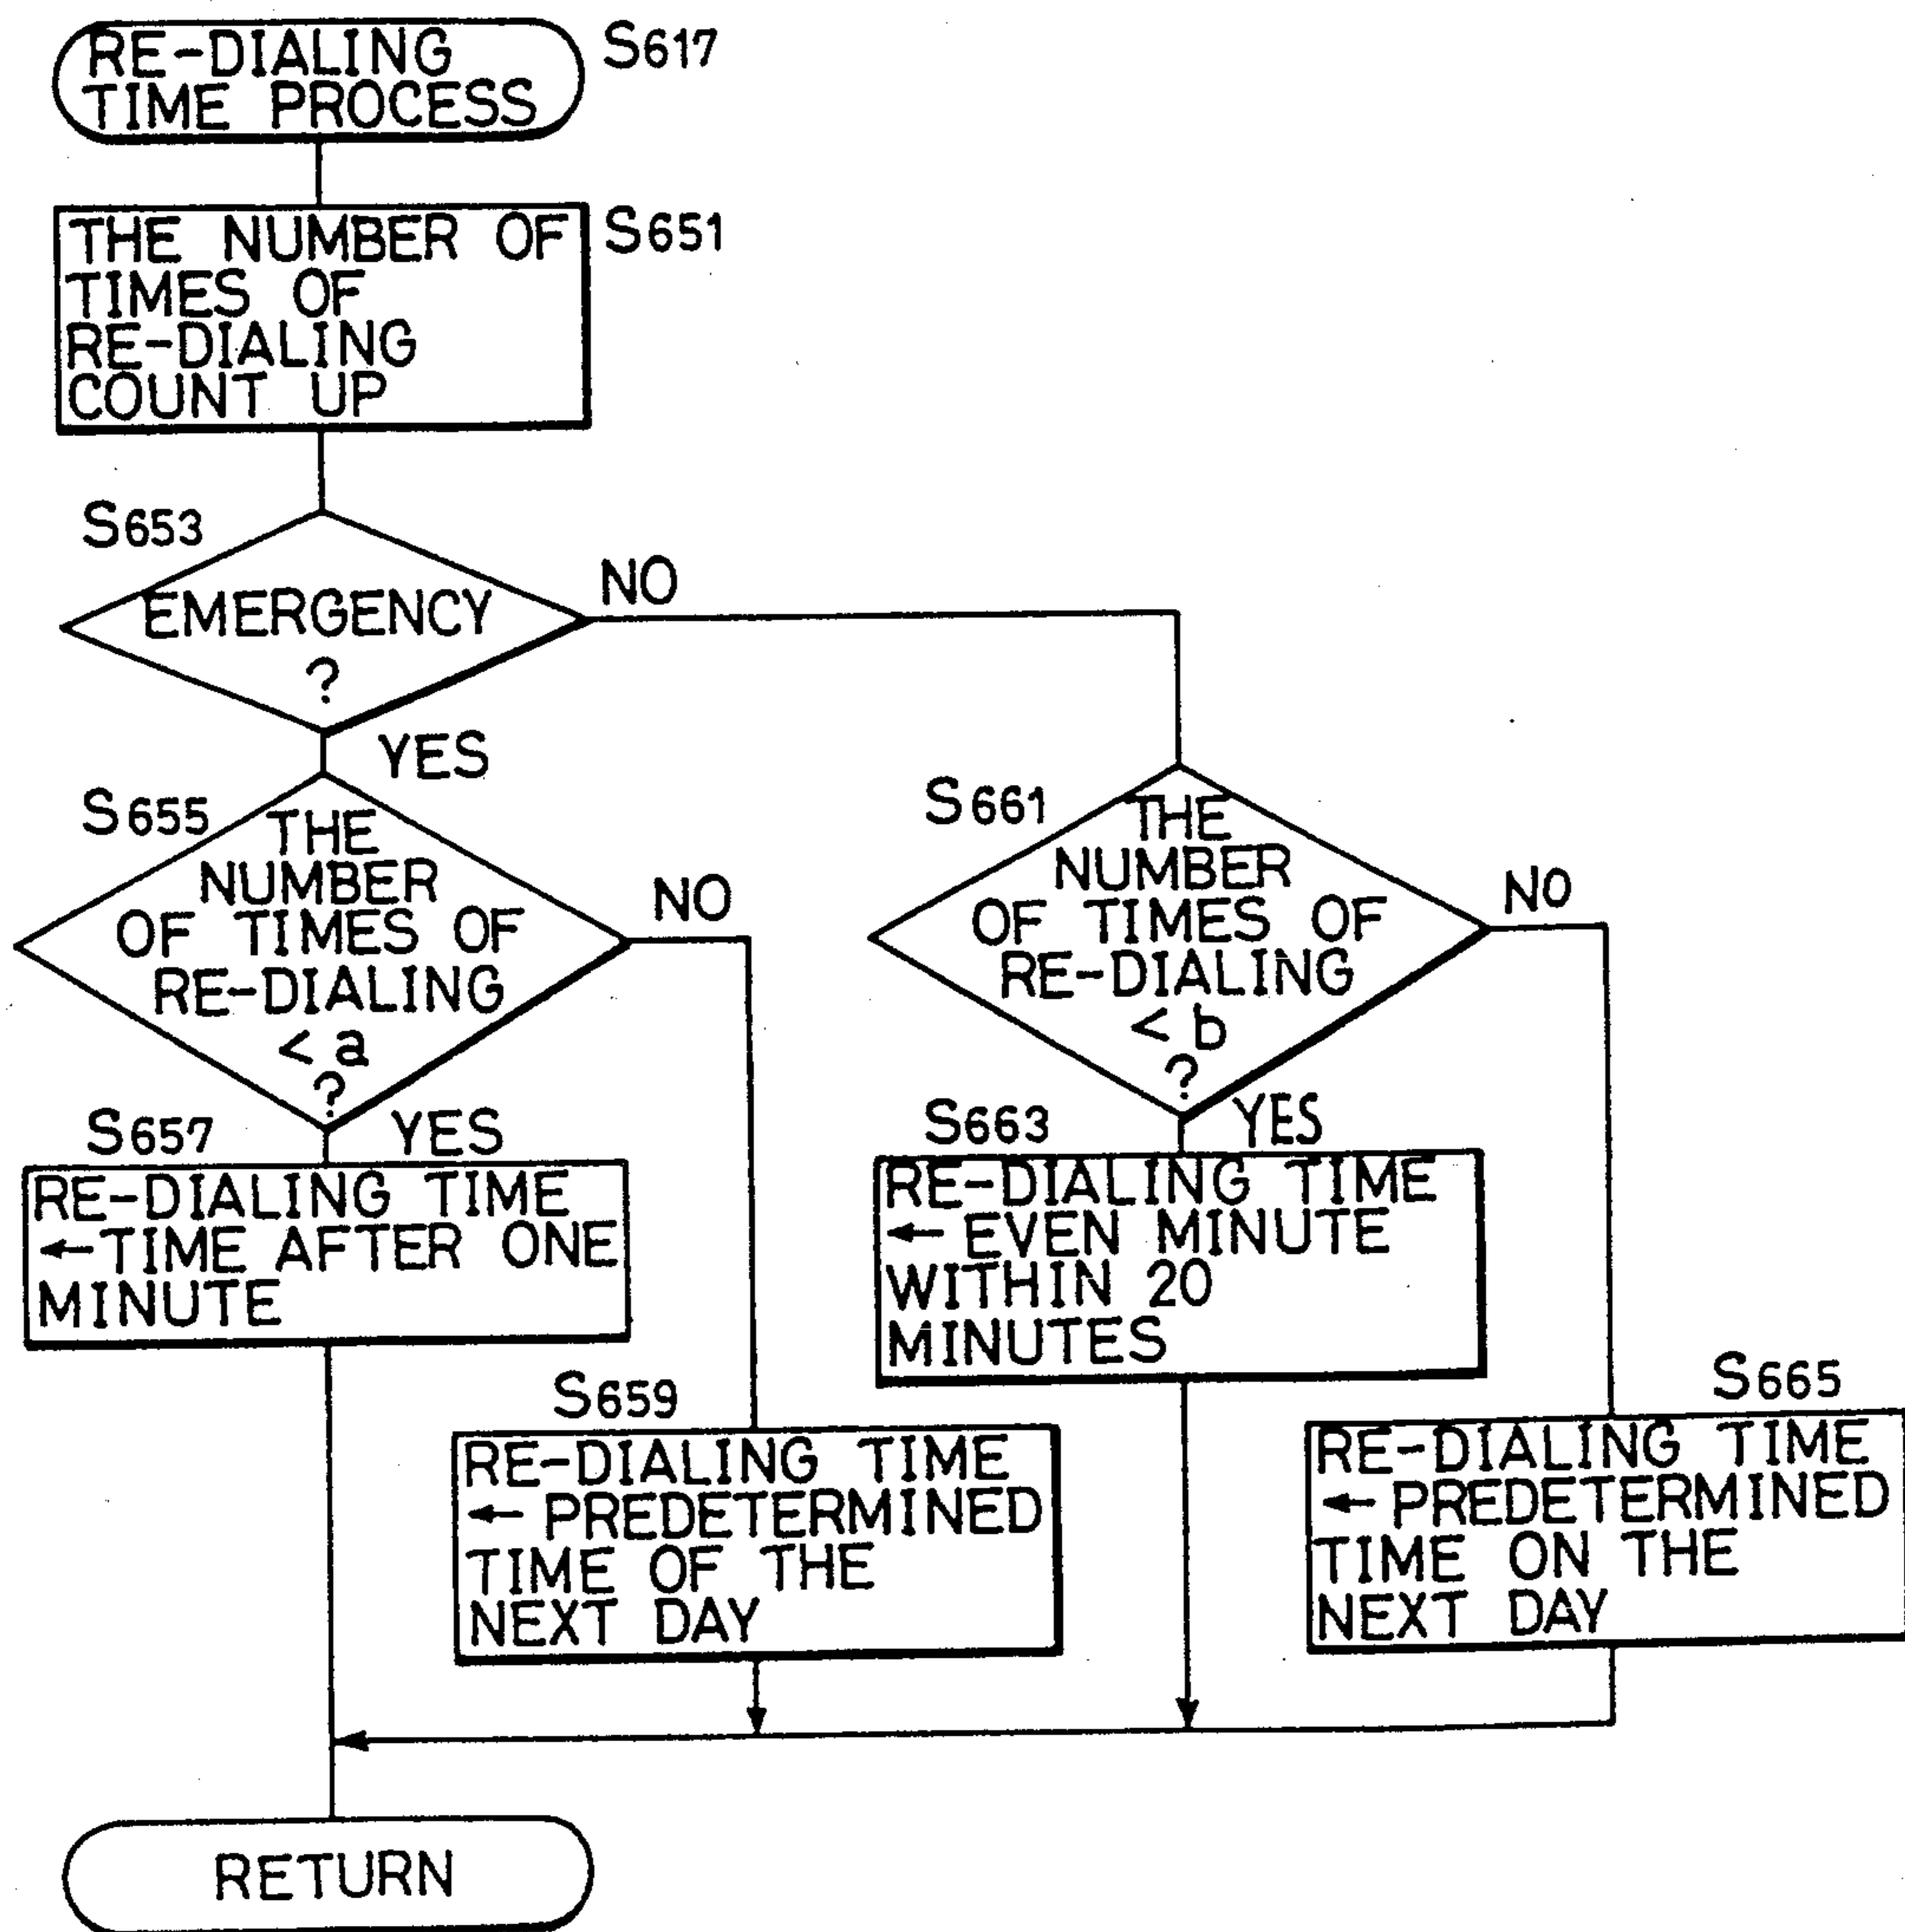 RE-DIALING
TIME PROCESS
S617
THE NUMBER OF
TIMES OF
RE-DIALING
COUNT UP
S651
S653
EMERGENCY
?
NO
YES
S655
THE
NUMBER
OF TIMES OF
RE-DIALING
< a
?
NO
YES
S661
THE
NUMBER
OF TIMES OF
RE-DIALING
< b
?
NO
YES
S657
RE-DIALING TIME
←TIME AFTER ONE
MINUTE
S663
RE-DIALING TIME
← EVEN MINUTE
WITHIN 20
MINUTES
S659
RE-DIALING TIME
← PREDETERMINED
TIME OF THE
NEXT DAY
S665
RE-DIALING TIME
← PREDETERMINED
TIME ON THE
NEXT DAY
RETURN